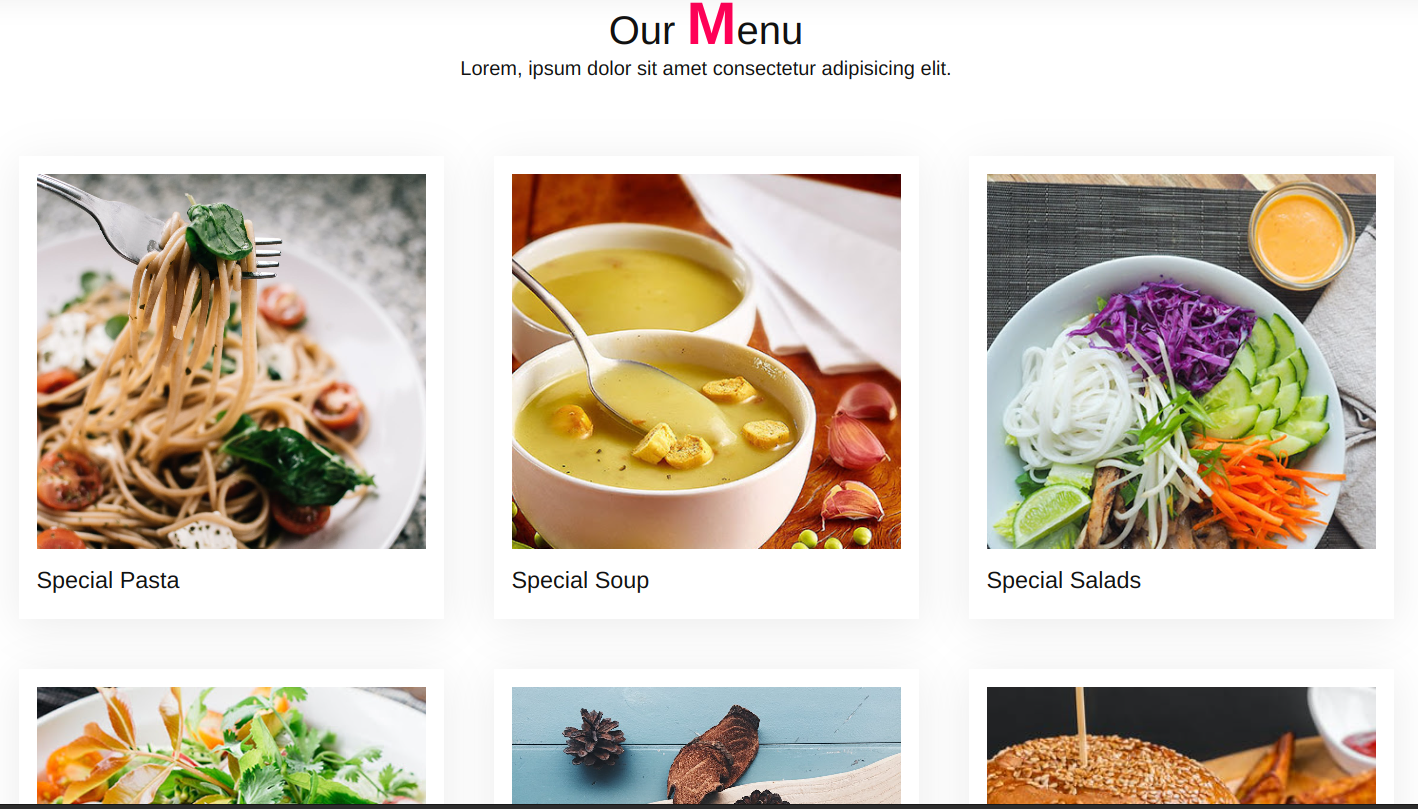 Our Menu
Lorem, ipsum dolor sit amet consectetur adipisicing elit.
Special Pasta
Special Soup
Special Salads